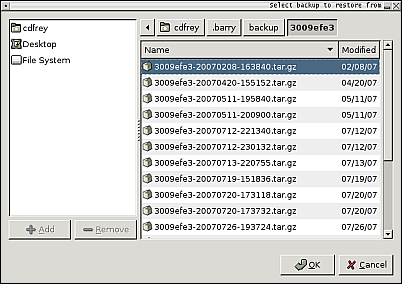 Select backup to restore from
cdfrey
Desktop
File System
cdfrey .barry backup 3009efe3
Name Modified
3009efe3-20070208-163840.tar.gz 02/08/07
3009efe3-20070420-155152.tar.gz 04/20/07
3009efe3-20070511-195840.tar.gz 05/11/07
3009efe3-20070511-200900.tar.gz 05/11/07
3009efe3-20070712-221340.tar.gz 07/12/07
3009efe3-20070712-230132.tar.gz 07/12/07
3009efe3-20070713-220755.tar.gz 07/13/07
3009efe3-20070719-151836.tar.gz 07/19/07
3009efe3-20070720-173118.tar.gz 07/20/07
3009efe3-20070720-173732.tar.gz 07/20/07
3009efe3-20070726-193724.tar.gz 07/26/07
Add Remove
OK Cancel